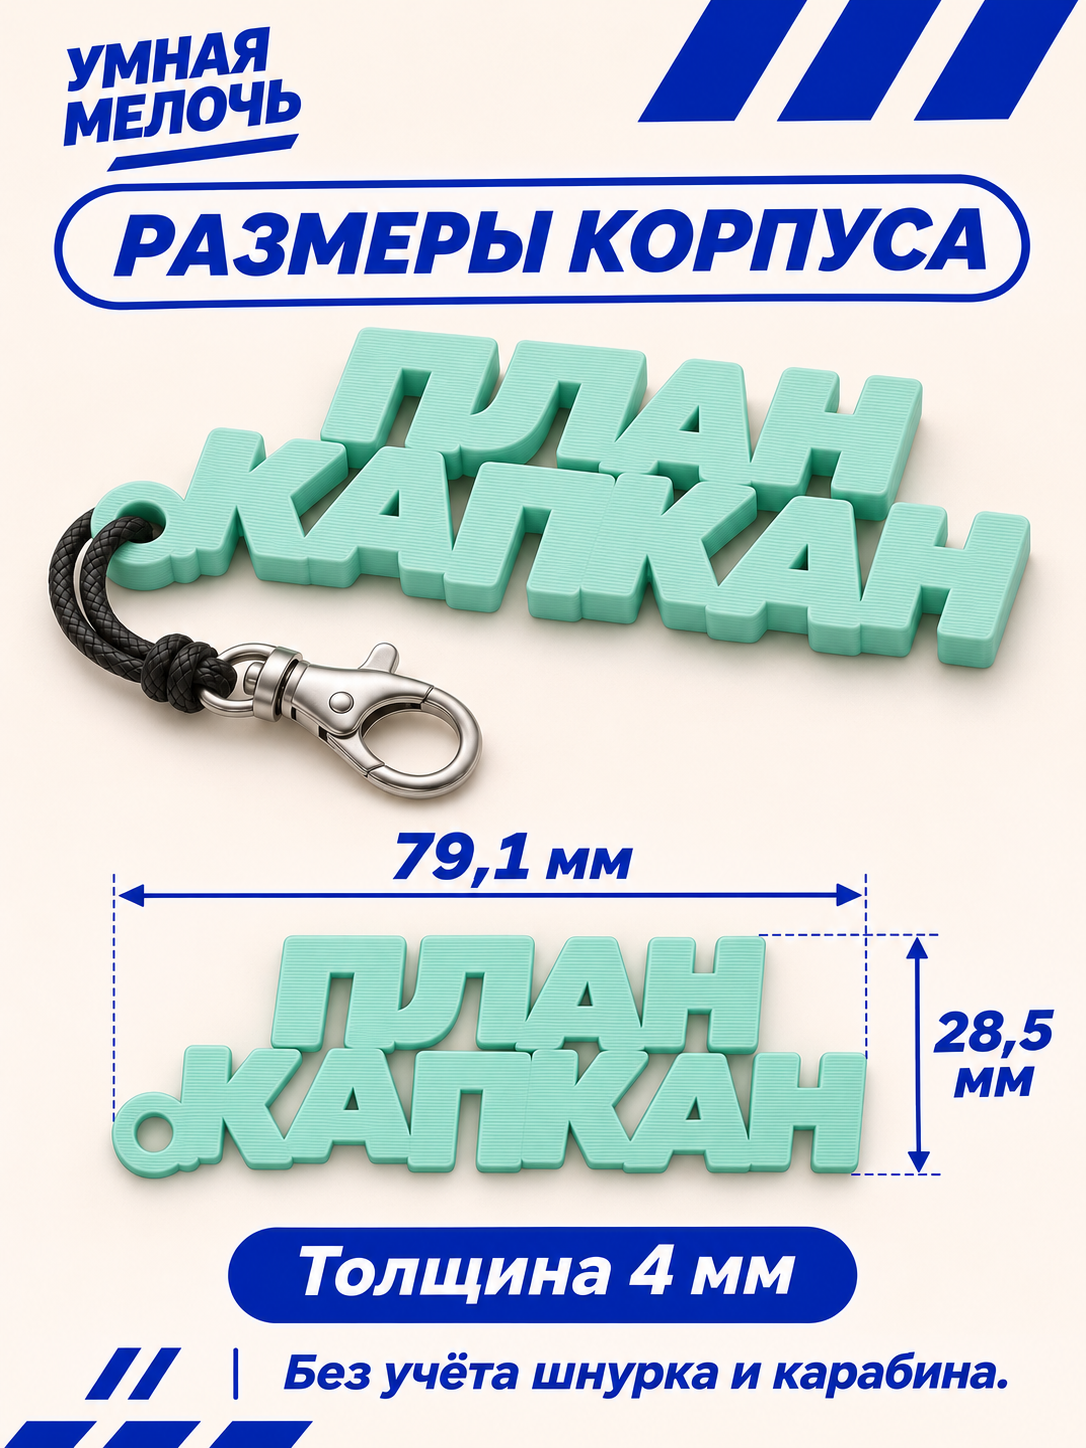 УМНАЯ
МЕЛОЧЬ
РАЗМЕРЫ КОРПУСА
ПЛАН
КАПКАН
79,1 мм
ПЛАН
КАПКАН
28,5
мм
Толщина 4 мм
Без учёта шнурка и карабина.